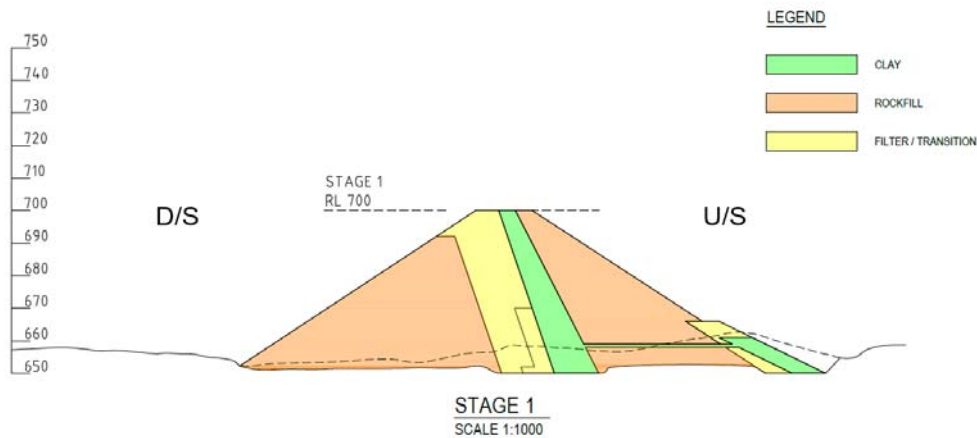 LEGEND
CLAY
ROCKFILL
FILTER / TRANSITION
750
740
730
720
710
700
690
680
670
660
650
STAGE 1
RL 700
D/S
U/S
STAGE 1
SCALE 1:1000